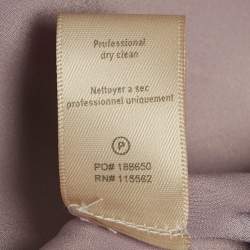 Professional
dry clean
Nettoyer a sec
professionnel uniquement
P
PO# 188650
RN# 115562